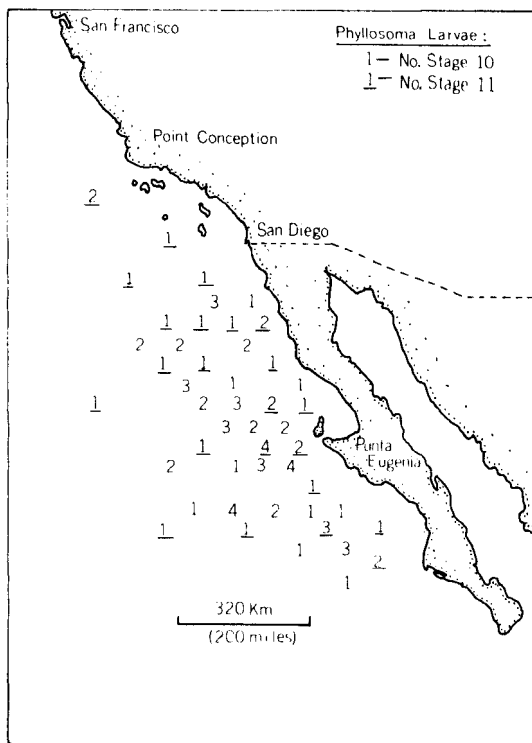 San Francisco
Phyllosoma Larvae :
1 — No. Stage 10
1 — No. Stage 11
Point Conception
2
1
San Diego
1 1
3 1
1 1 1 2
2 2 2
1 1 1
3 1 1
1 2 3 2 1
3 2 2
Punta
Eugenia
1 4 2
2 1 3 4
1
1 4 2 1 1
1 1 3 1
1 3
2
1
320 Km
(200 miles)